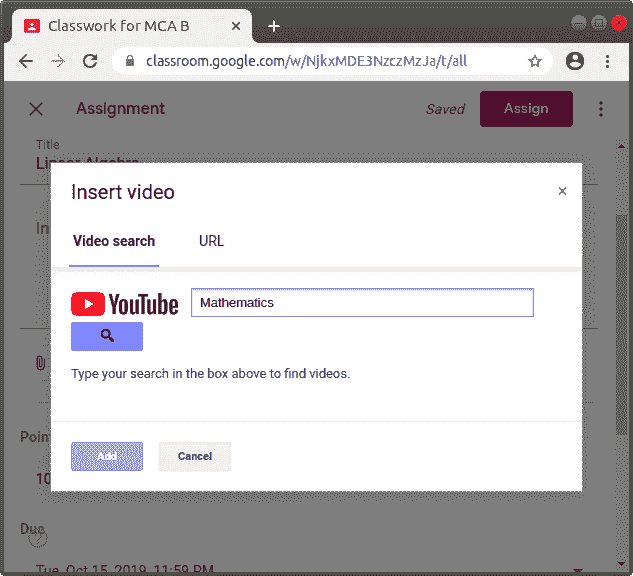 Classwork for MCA B
classroom.google.com/w/NjkxMDE3NzczMzJa/t/all
Assignment
Saved
Assign
Title
Linear Algebra
In
Insert video
Video search
URL
YouTube
Mathematics
Type your search in the box above to find videos.
Add
Cancel
Poin
10
Due
Tue, Oct 15, 2019, 11:59 PM